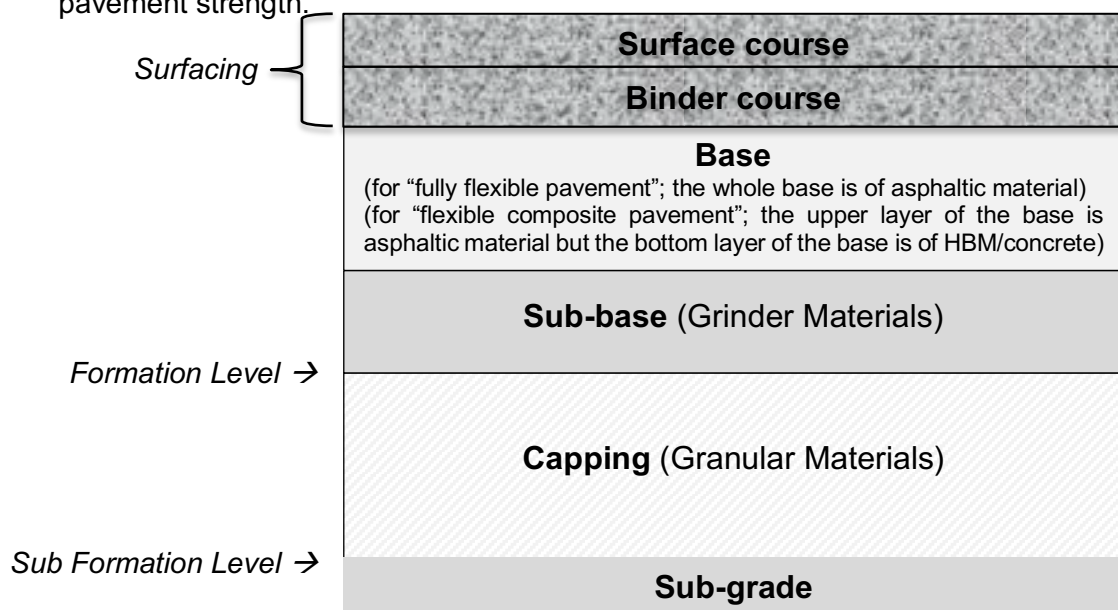 pavement strength.
Surface course
Surfacing
Binder course
Base
(for “fully flexible pavement”; the whole base is of asphaltic material)
(for “flexible composite pavement”; the upper layer of the base is
asphaltic material but the bottom layer of the base is of HBM/concrete)
Sub-base (Grinder Materials)
Formation Level →
Capping (Granular Materials)
Sub Formation Level →
Sub-grade